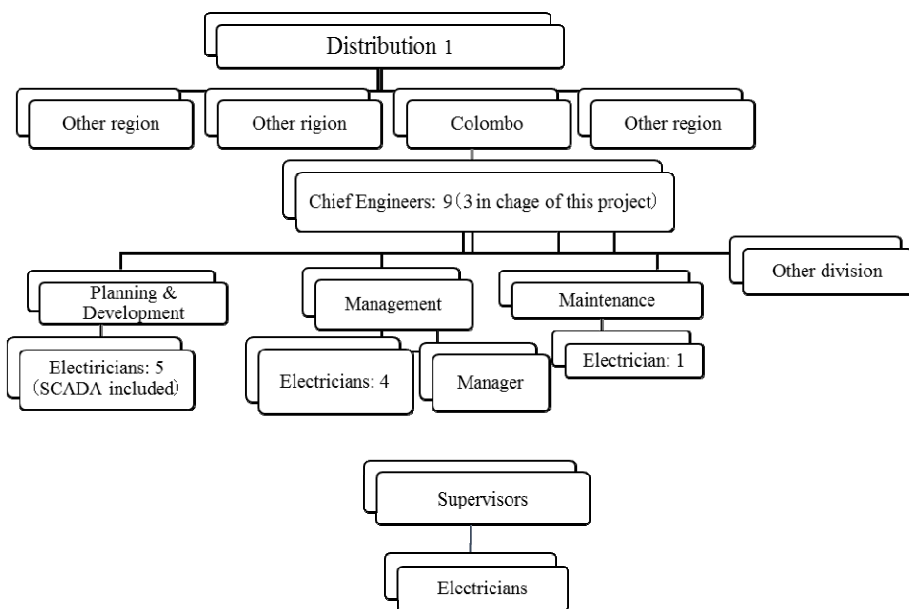 Distribution 1
Other region
Other rigion
Colombo
Other region
Chief Engineers: 9(3 in chage of this project)
Other division
Planning &
Development
Management
Maintenance
Electiricians: 5
(SCADA included)
Electricians: 4
Manager
Electrician: 1
Supervisors
Electricians